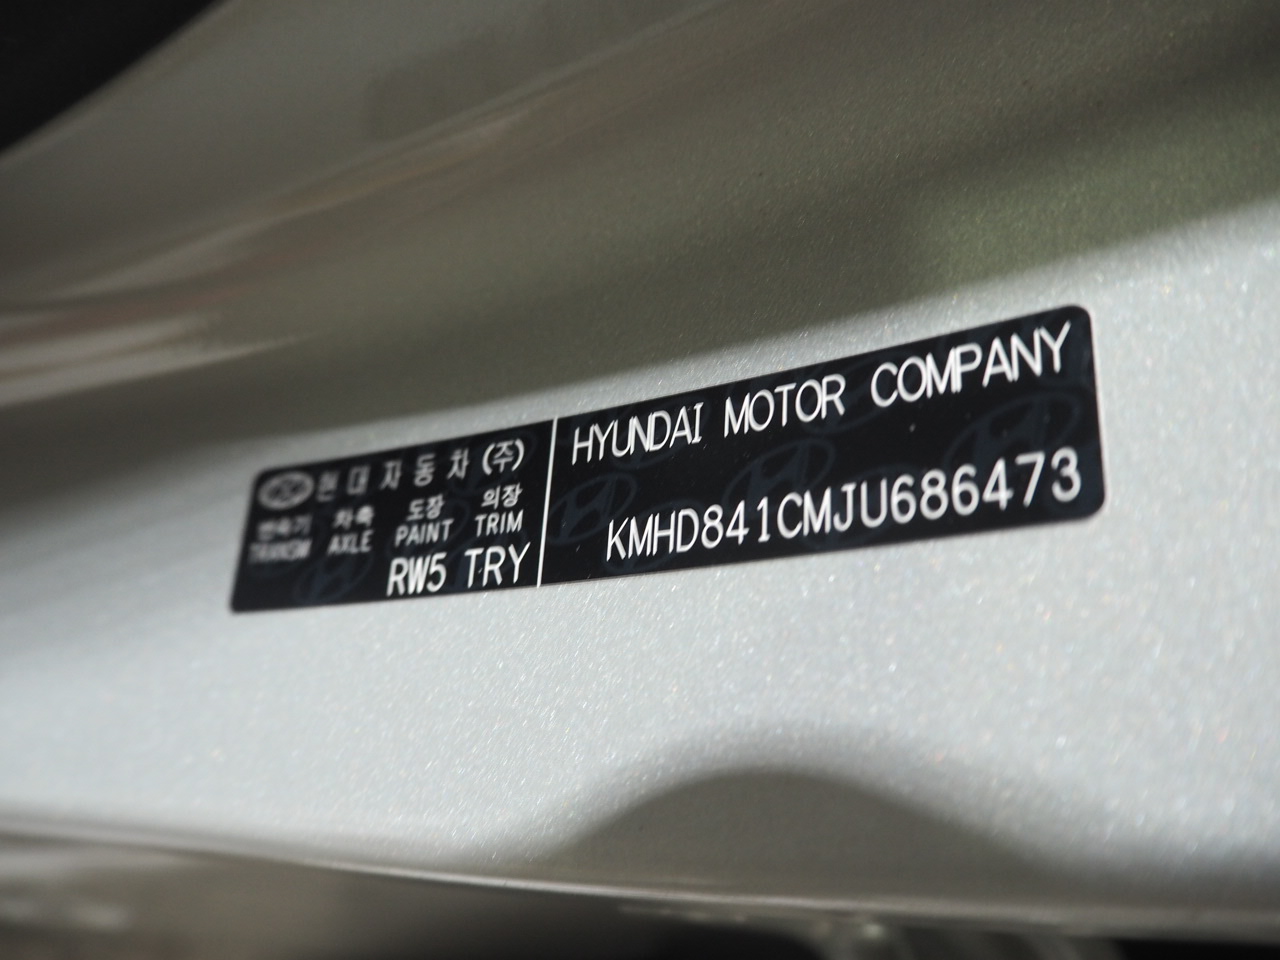 현대자동차(주)
변속기 차축 도장 의장
TRANSM AXLE PAINT TRIM
RW5 TRY
HYUNDAI MOTOR COMPANY
KMHD841CMJU686473